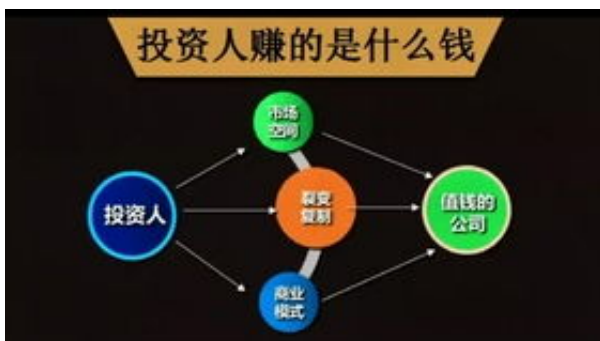 投资人赚的是什么钱
市场
空间
投资人
裂变
复制
值钱的
公司
商业
模式